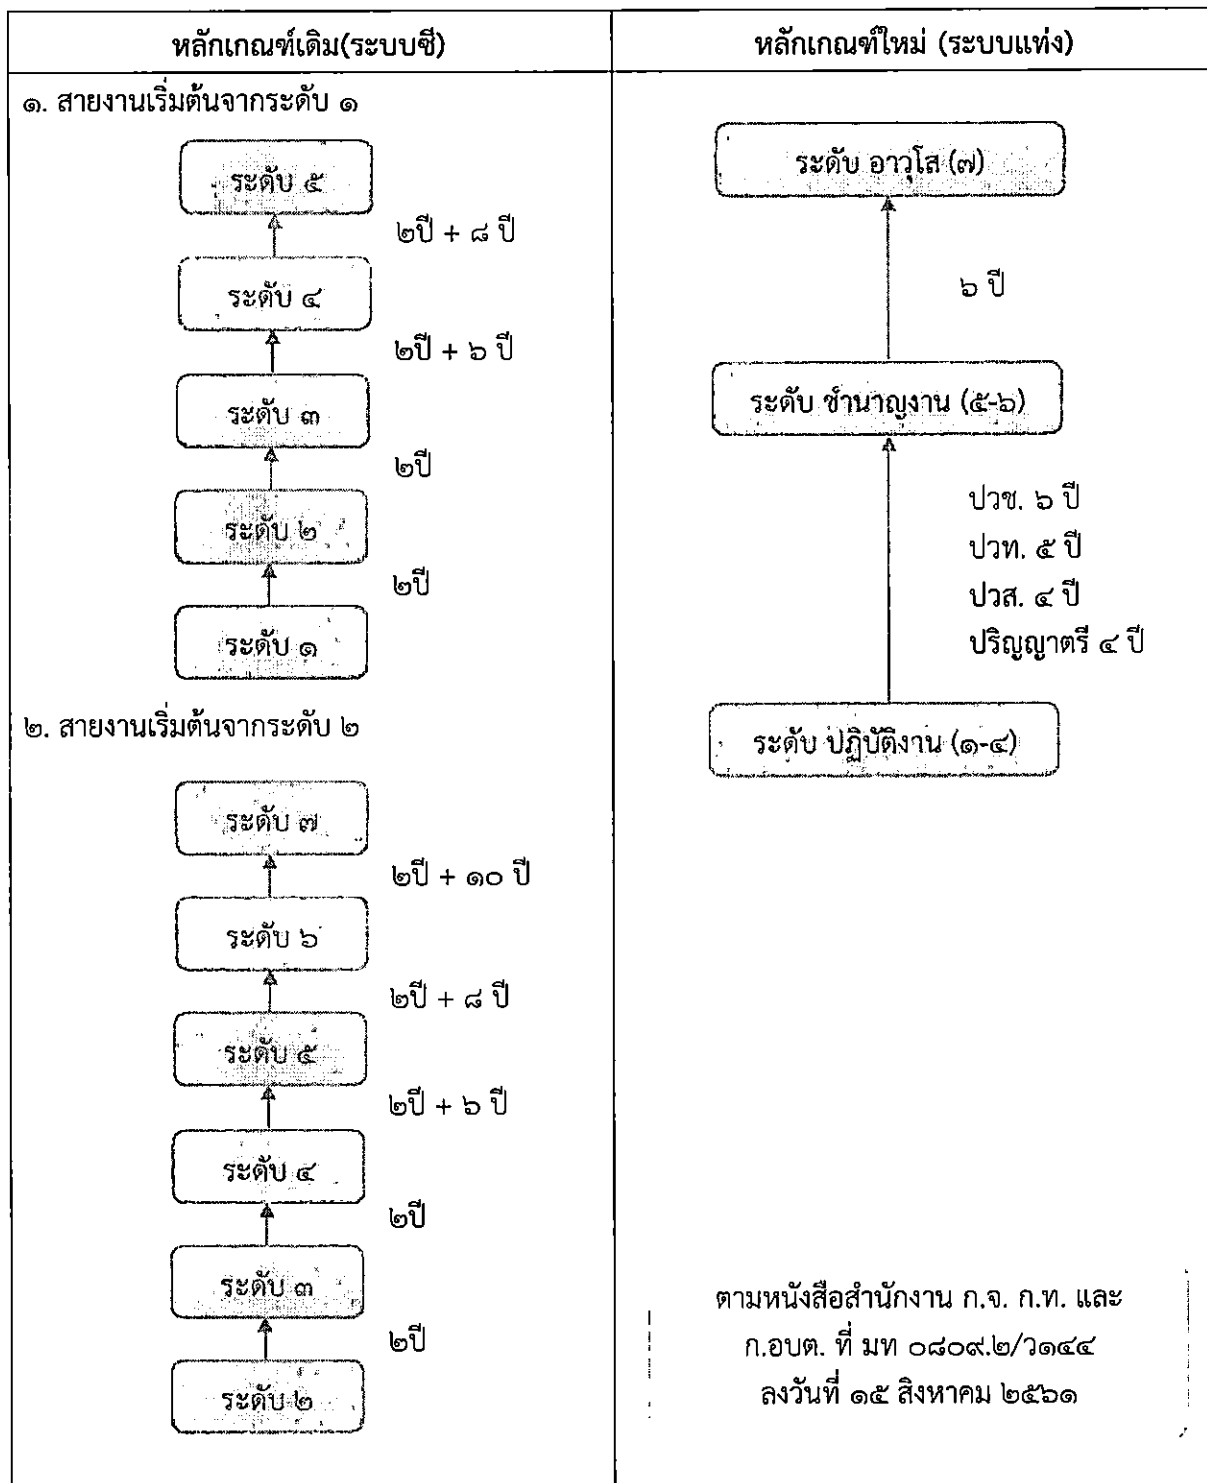 หลักเกณฑ์เดิม(ระบบซี)
๑. สายงานเริ่มต้นจากระดับ ๑
ระดับ ๕
๒ปี + ๘ ปี
ระดับ ๔
๒ปี + ๖ ปี
ระดับ ๓
๒ปี
ระดับ ๒
๒ปี
ระดับ ๑
๒. สายงานเริ่มต้นจากระดับ ๒
ระดับ ๗
๒ปี + ๑๐ ปี
ระดับ ๖
๒ปี + ๘ ปี
ระดับ ๕
๒ปี + ๖ ปี
ระดับ ๔
๒ปี
ระดับ ๓
๒ปี
ระดับ ๒
หลักเกณฑ์ใหม่ (ระบบแท่ง)
ระดับ อาวุโส (๗)
๖ ปี
ระดับ ชำนาญงาน (๕-๖)
ปวช. ๖ ปี
ปวท. ๕ ปี
ปวส. ๔ ปี
ปริญญาตรี ๔ ปี
ระดับ ปฏิบัติงาน (๑-๔)
ตามหนังสือสำนักงาน ก.จ. ก.ท. และ
ก.อบต. ที่ มท ๐๘๐๙.๒/ว๑๔๔
ลงวันที่ ๑๕ สิงหาคม ๒๕๖๑